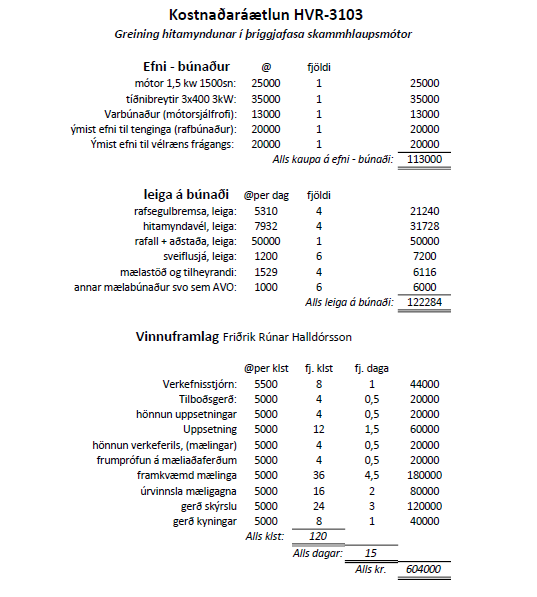 Kostnaðaráætlun HVR-3103
Greining hitamyndunar í þriggjafasa skammhlaupsmótor
Efni - búnaður @ fjöldi
mótor 1,5 kw 1500sn: 25000 1 25000
tíðnibreytir 3x400 3kW: 35000 1 35000
Varbúnaður (mótorsjálfrofi): 13000 1 13000
ýmist efni til tenginga (rafbúnaður): 20000 1 20000
Ýmist efni til vélræns frágangs: 20000 1 20000
Alls kaupa á efni - búnaði: 113000
leiga á búnaði @per dag fjöldi
rafsegulbremsa, leiga: 5310 4 21240
hitamyndavél, leiga: 7932 4 31728
rafall + aðstaða, leiga: 50000 1 50000
sveiflusjá, leiga: 1200 6 7200
mælastöð og tilheyrandi: 1529 4 6116
annar mælabúnaður svo sem AVO: 1000 6 6000
Alls leiga á búnaði: 122284
Vinnuframlag Friðrik Rúnar Halldórsson
@per klst fj. klst fj. daga
Verkefnisstjórn: 5500 8 1 44000
Tilboðsgerð: 5000 4 0,5 20000
hönnun uppsetningar 5000 4 0,5 20000
Uppsetning 5000 12 1,5 60000
hönnun verkeferils, (mælingar) 5000 4 0,5 20000
frumprófun á mæliaðaferðum 5000 4 0,5 20000
framkvæmd mælinga 5000 36 4,5 180000
úrvinnsla mæligagna 5000 16 2 80000
gerð skýrslu 5000 24 3 120000
gerð kyningar 5000 8 1 40000
Alls klst: 120
Alls dagar: 15
Alls kr. 604000